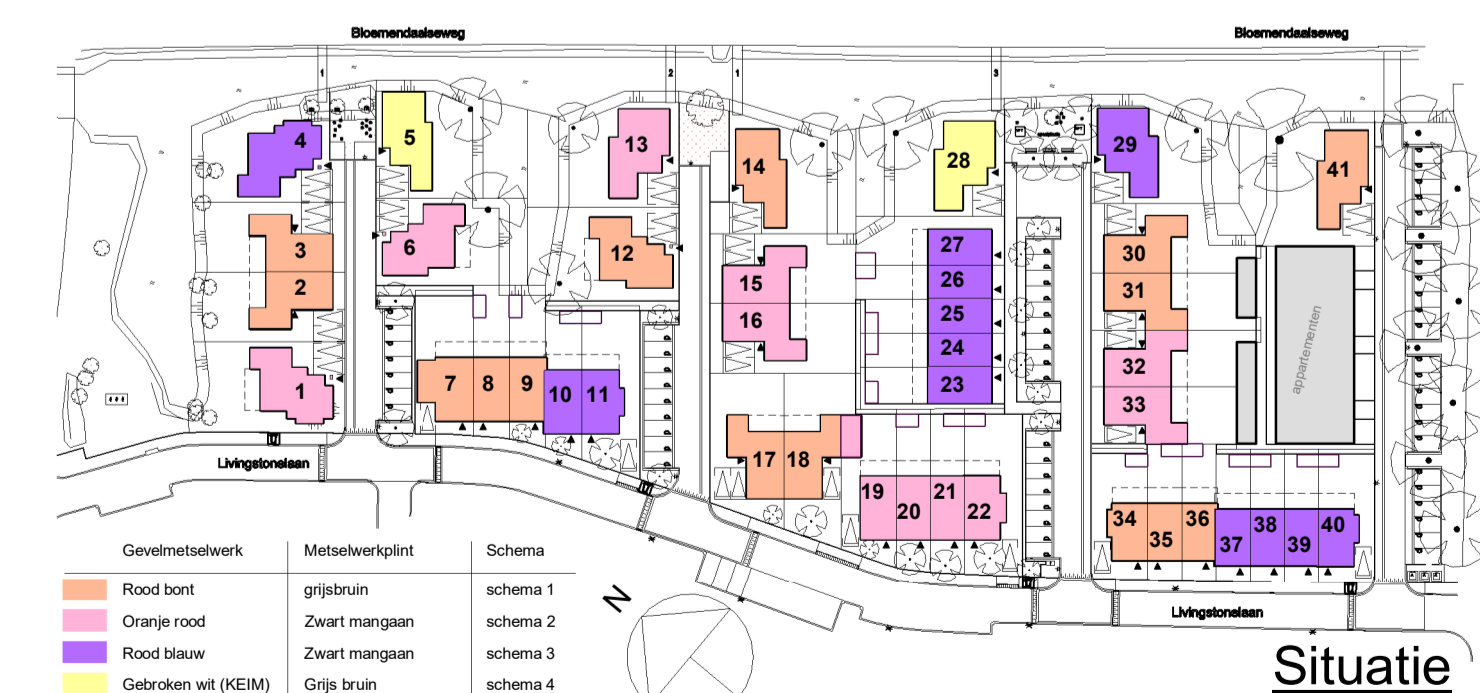 Bloemendaalseweg Bloemendaalseweg
1 2 1 3
4 5 13 14 28 29 41
3 6 12 27 30
2 15 26 31
16 25
24 32
1 7 8 9 10 11 23 33
appartementen
17 18
19 20 21 22
34 35 36 37 38 39 40
Livingstonelaan
Livingstonelaan
Gevelmetselwerk Metselwerkplint Schema
Rood bont grijsbruin schema 1
Oranje rood Zwart mangaan schema 2
Rood blauw Zwart mangaan schema 3
Gebroken wit (KEIM) Grijs bruin schema 4
N
Situatie